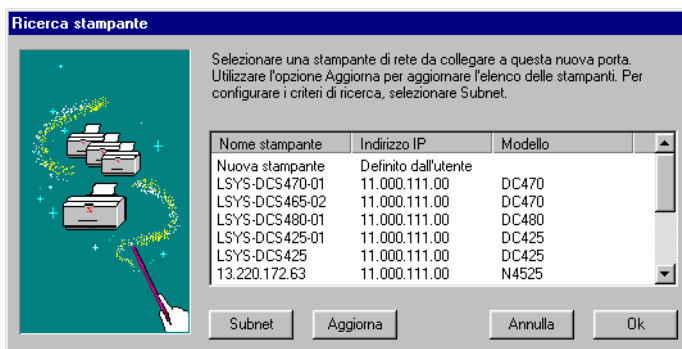 Ricerca stampante
Selezionare una stampante di rete da collegare a questa nuova porta.
Utilizzare l'opzione Aggiorna per aggiornare l'elenco delle stampanti. Per
configurare i criteri di ricerca, selezionare Subnet.
Nome stampante Indirizzo IP Modello
Nuova stampante Definito dall'utente
LSYS-DCS470-01 11.000.111.00 DC470
LSYS-DCS465-02 11.000.111.00 DC470
LSYS-DCS480-01 11.000.111.00 DC480
LSYS-DCS425-01 11.000.111.00 DC425
LSYS-DCS425 11.000.111.00 DC425
13.220.172.63 11.000.111.00 N4525
Subnet Aggiorna Annulla Ok